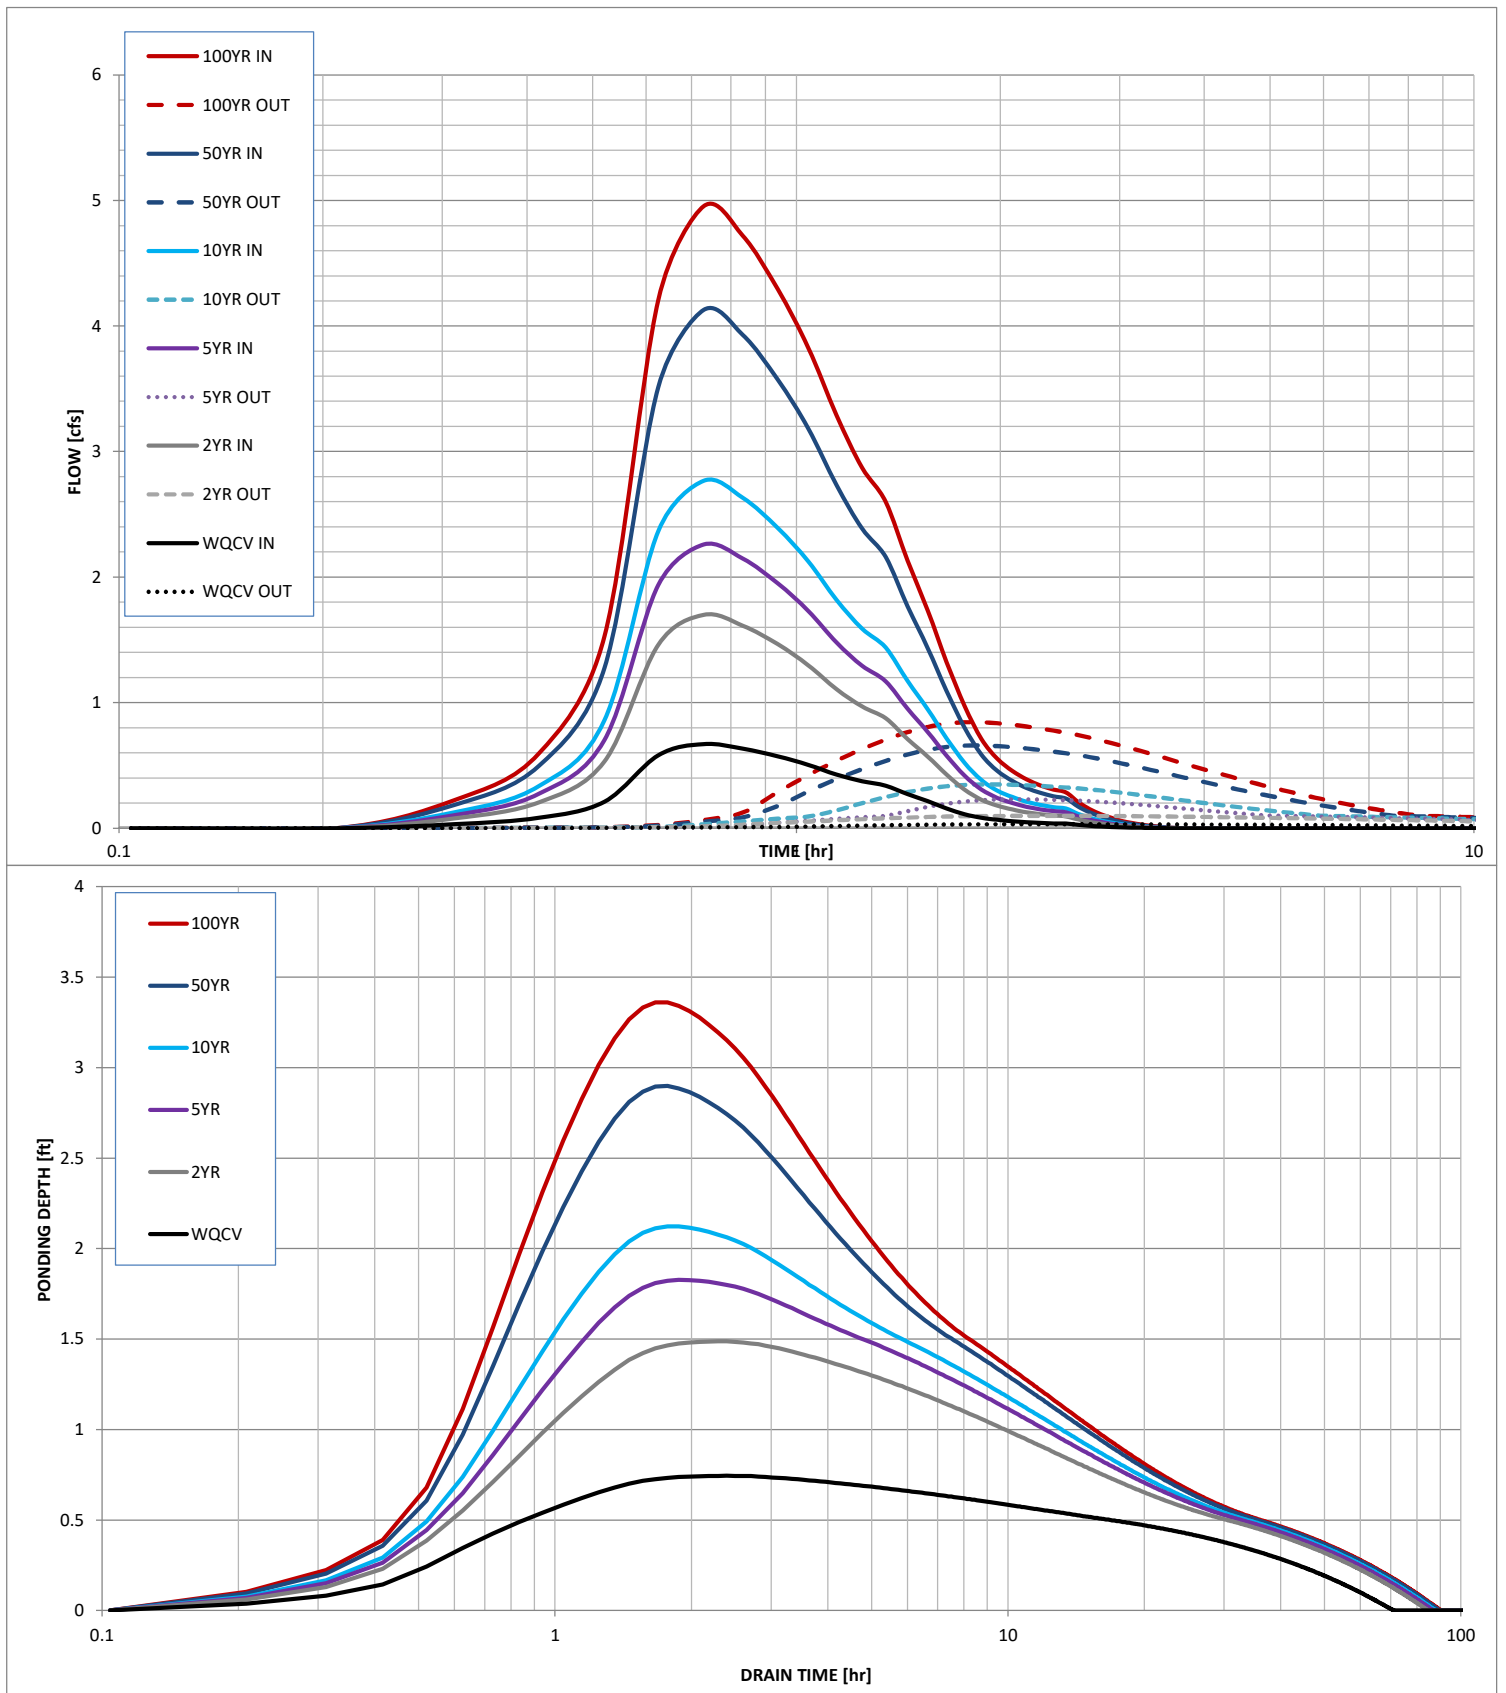 100YR IN
100YR OUT
50YR IN
50YR OUT
10YR IN
10YR OUT
5YR IN
5YR OUT
2YR IN
2YR OUT
WQCV IN
WQCV OUT
6
5
4
3
2
1
0
FLOW [cfs]
0.1
1
10
TIME [hr]
100YR
50YR
10YR
5YR
2YR
WQCV
4
3.5
3
2.5
2
1.5
1
0.5
0
PONDING DEPTH [ft]
0.1
1
10
100
DRAIN TIME [hr]